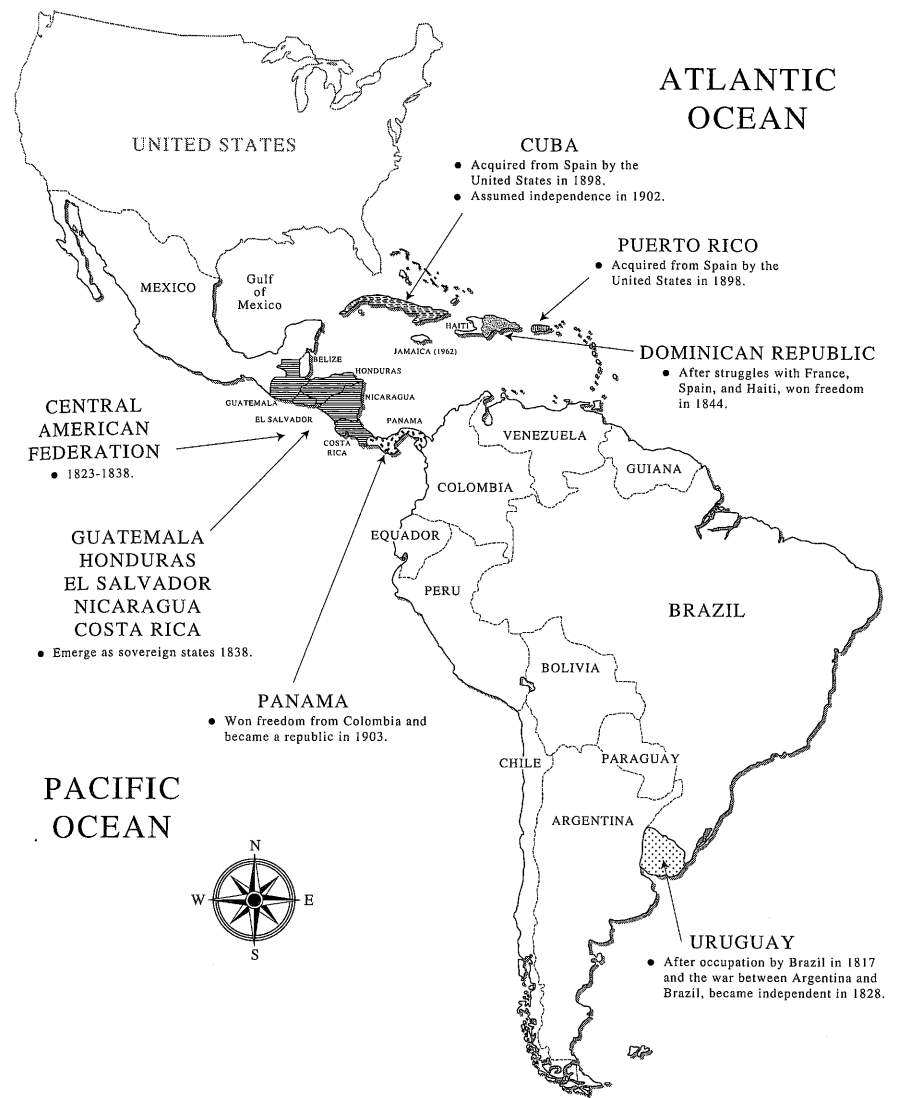 ATLANTIC
OCEAN
UNITED STATES
CUBA
● Acquired from Spain by the
United States in 1898.
● Assumed independence in 1902.
PUERTO RICO
● Acquired from Spain by the
United States in 1898.
MEXICO
Gulf
of
Mexico
HAITI
JAMAICA (1962)
DOMINICAN REPUBLIC
● After struggles with France,
Spain, and Haiti, won freedom
in 1844.
BELIZE
HONDURAS
NICARAGUA
GUATEMALA
EL SALVADOR
COSTA
RICA
PANAMA
CENTRAL
AMERICAN
FEDERATION
● 1823-1838.
VENEZUELA
GUIANA
COLOMBIA
EQUADOR
PERU
BRAZIL
GUATEMALA
HONDURAS
EL SALVADOR
NICARAGUA
COSTA RICA
● Emerge as sovereign states 1838.
BOLIVIA
PANAMA
● Won freedom from Colombia and
became a republic in 1903.
CHILE
PARAGUAY
ARGENTINA
PACIFIC
OCEAN
N
W
E
S
URUGUAY
● After occupation by Brazil in 1817
and the war between Argentina and
Brazil, became independent in 1828.